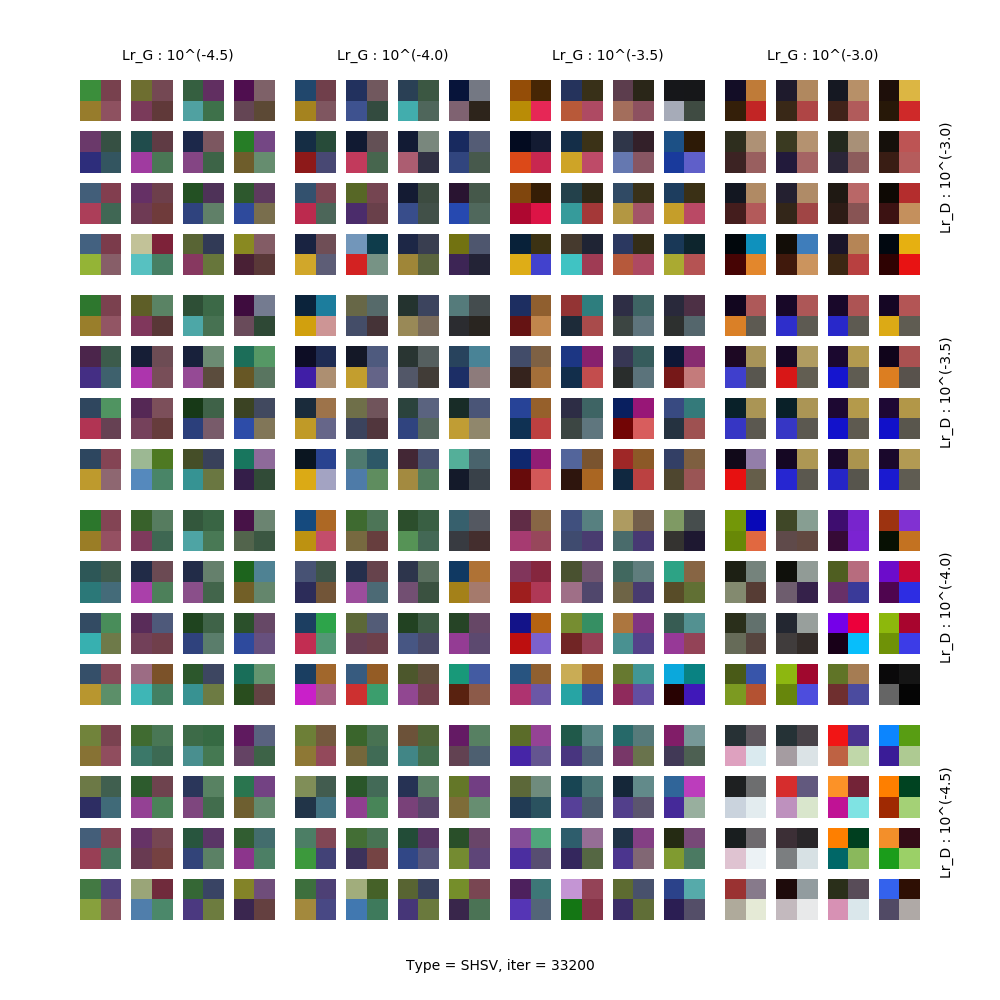 Lr_G : 10^(-4.5)
Lr_G : 10^(-4.0)
Lr_G : 10^(-3.5)
Lr_G : 10^(-3.0)
Lr_D : 10^(-3.0)
Lr_D : 10^(-3.5)
Lr_D : 10^(-4.0)
Lr_D : 10^(-4.5)
Type = SHSV, iter = 33200